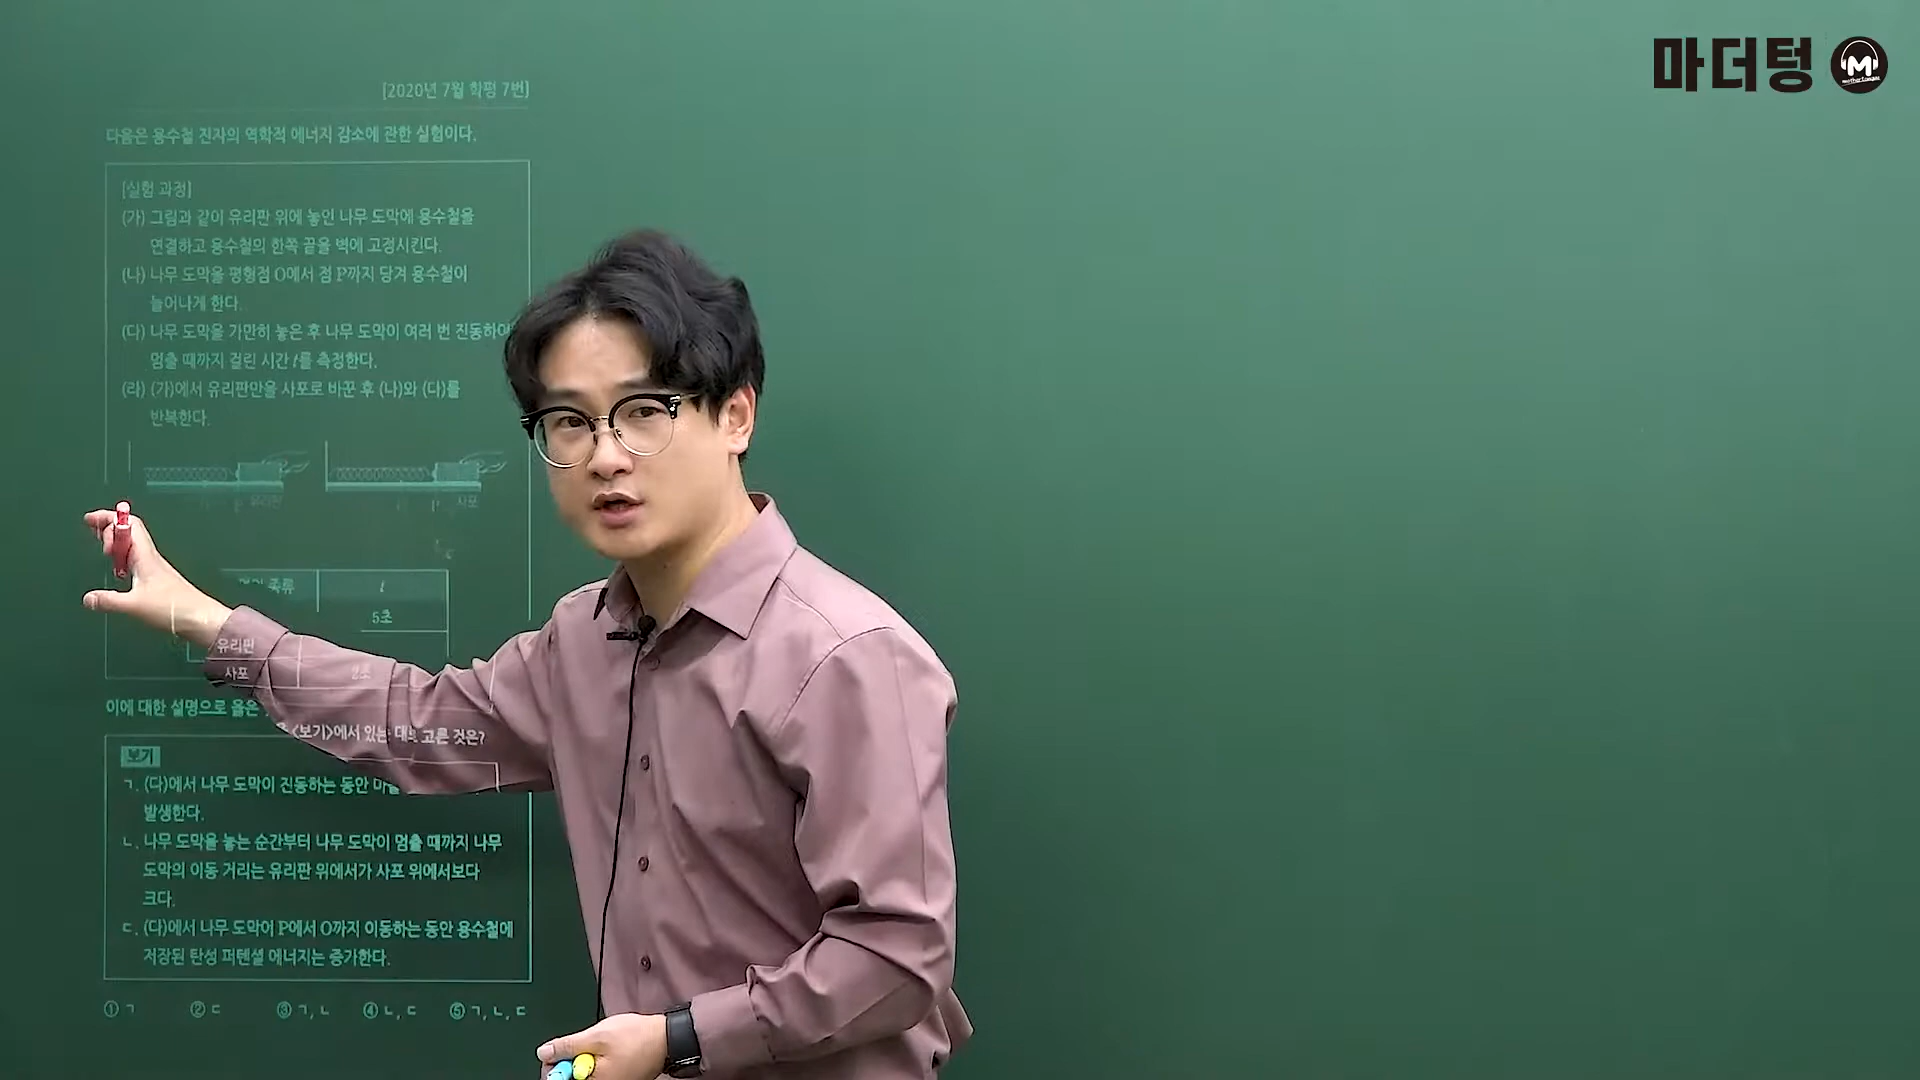 마더텅
M
[2020년 7월 학평 7번]
다음은 용수철 진자의 역학적 에너지 감소에 관한 실험이다.
[실험 과정]
(가) 그림과 같이 유리판 위에 놓인 나무 도막에 용수철을
연결하고 용수철의 한쪽 끝을 벽에 고정시킨다.
(나) 나무 도막을 평형점 O에서 점 P까지 당겨 용수철이
늘어나게 한다.
(다) 나무 도막을 가만히 놓은 후 나무 도막이 여러 번 진동하여
멈출 때까지 걸린 시간 t를 측정한다.
(라) (가)에서 유리판만을 사포로 바꾼 후 (나)와 (다)를
반복한다.
유리판 사포
종류 t
5초
유리판
사포 2초
이에 대한 설명으로 옳은
<보기>에서 있는 대로 고른 것은?
보기
ㄱ. (다)에서 나무 도막이 진동하는 동안
발생한다.
ㄴ. 나무 도막을 놓는 순간부터 나무 도막이 멈출 때까지 나무
도막의 이동 거리는 유리판 위에서가 사포 위에서보다
크다.
ㄷ. (다)에서 나무 도막이 P에서 O까지 이동하는 동안 용수철에
저장된 탄성 퍼텐셜 에너지는 증가한다.
① ㄱ ② ㄷ ③ ㄱ, ㄴ ④ ㄴ, ㄷ ⑤ ㄱ, ㄴ, ㄷ